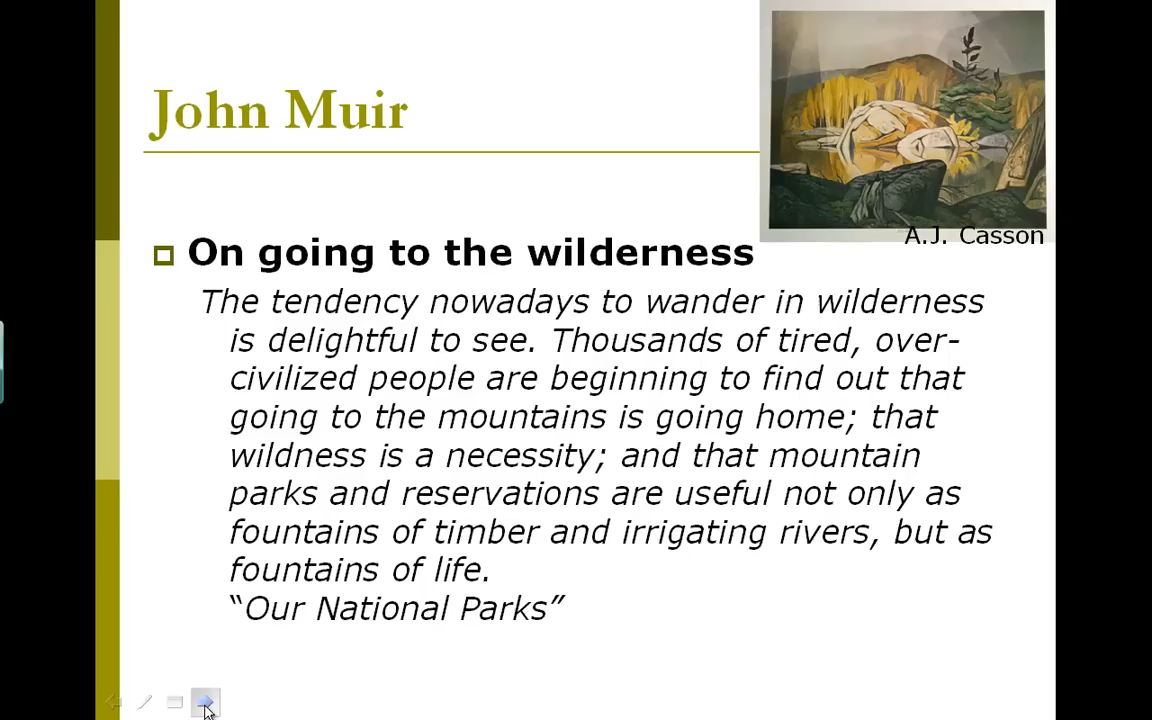 John Muir
A.J. Casson
On going to the wilderness
The tendency nowadays to wander in wilderness
is delightful to see. Thousands of tired, over-
civilized people are beginning to find out that
going to the mountains is going home; that
wildness is a necessity; and that mountain
parks and reservations are useful not only as
fountains of timber and irrigating rivers, but as
fountains of life.
“Our National Parks”